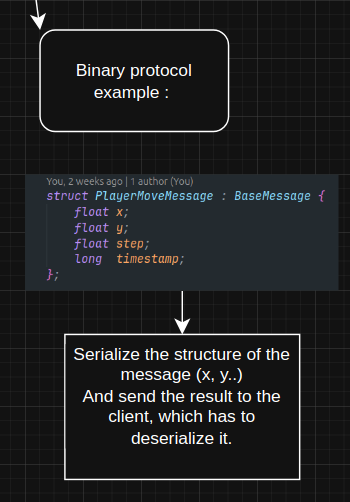 Binary protocol
example :
You, 2 weeks ago | 1 author (You)
struct PlayerMoveMessage : BaseMessage {
float x;
float y;
float step;
long timestamp;
};
Serialize the structure of the
message (x, y..)
And send the result to the
client, which has to
deserialize it.